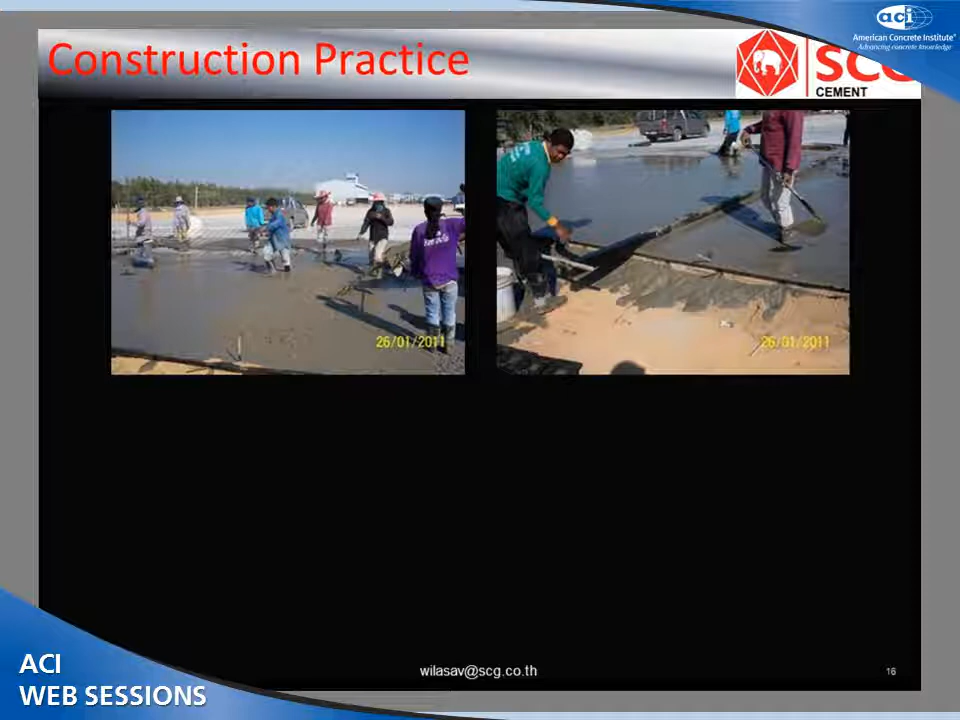 aci
American Concrete Institute®
Advancing concrete knowledge
Construction Practice
CEMENT
26/01/2011
26/01/2011
wilasav@scg.co.th
16
ACI
WEB SESSIONS